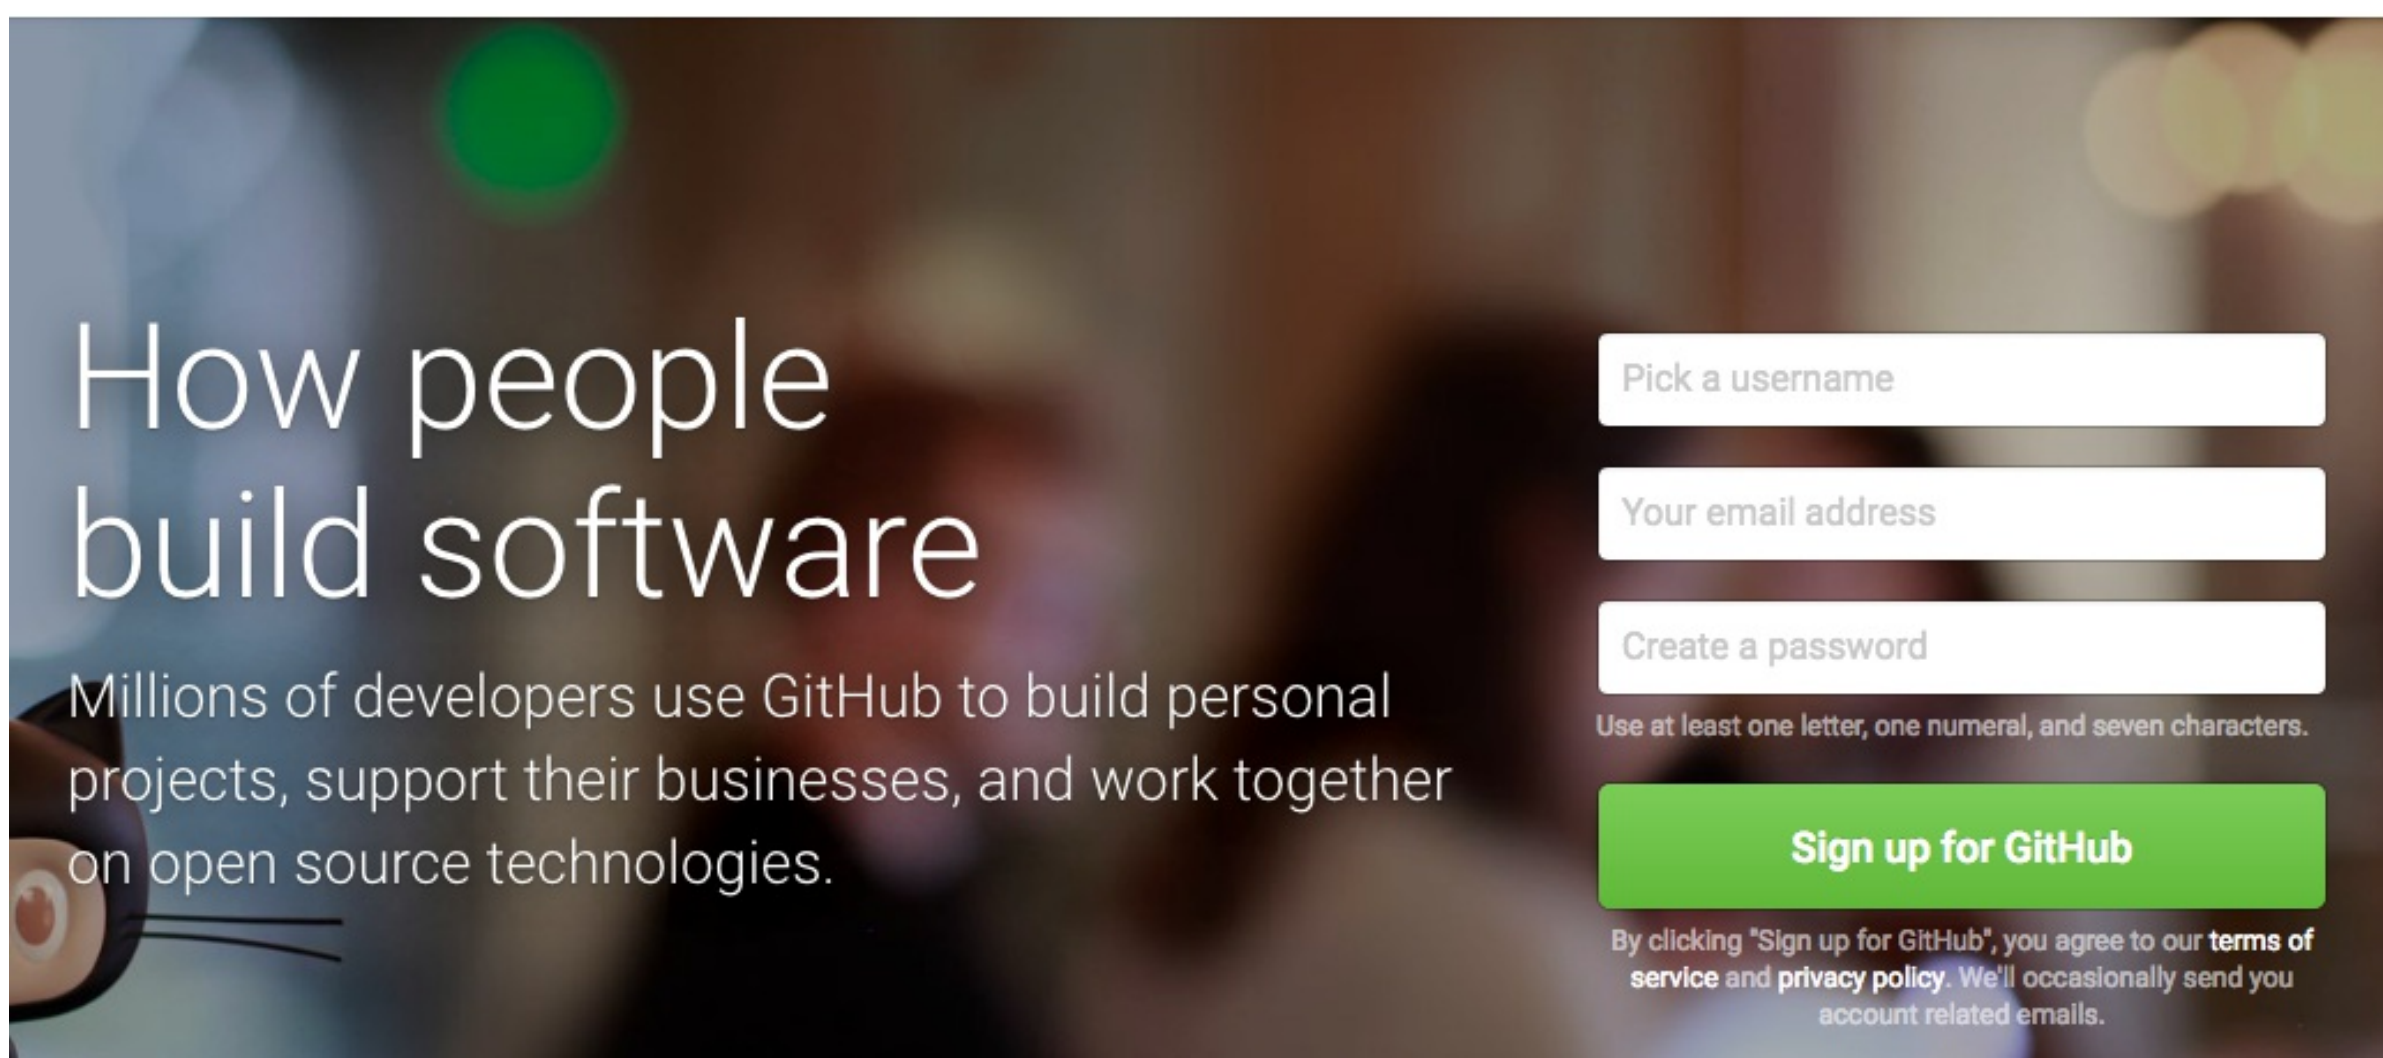 How people
build software
Millions of developers use GitHub to build personal
projects, support their businesses, and work together
on open source technologies.
Pick a username
Your email address
Create a password
Use at least one letter, one numeral, and seven characters.
Sign up for GitHub
By clicking "Sign up for GitHub", you agree to our terms of
service and privacy policy. We'll occasionally send you
account related emails.